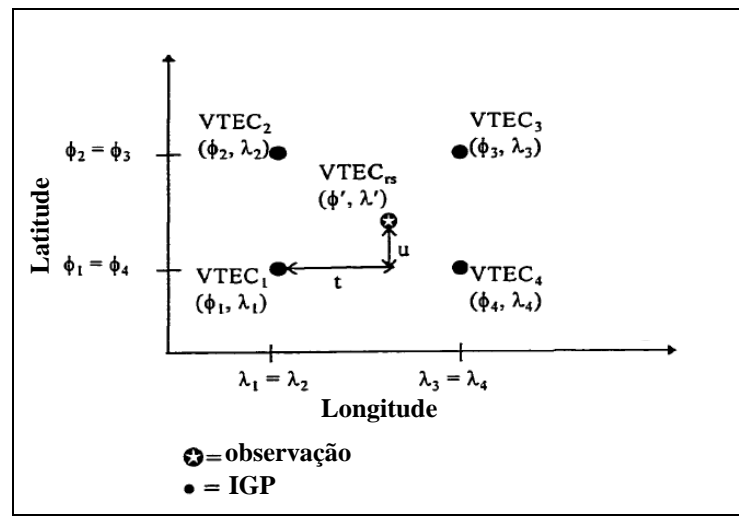 VTEC₂
(ϕ₂, λ₂)
VTEC₃
(ϕ₃, λ₃)
ϕ₂ = ϕ₃
VTECᵣₛ
(ϕ', λ')
u
t
Latitude
ϕ₁ = ϕ₄
VTEC₁
(ϕ₁, λ₁)
VTEC₄
(ϕ₄, λ₄)
λ₁ = λ₂
λ₃ = λ₄
Longitude
= observação
= IGP